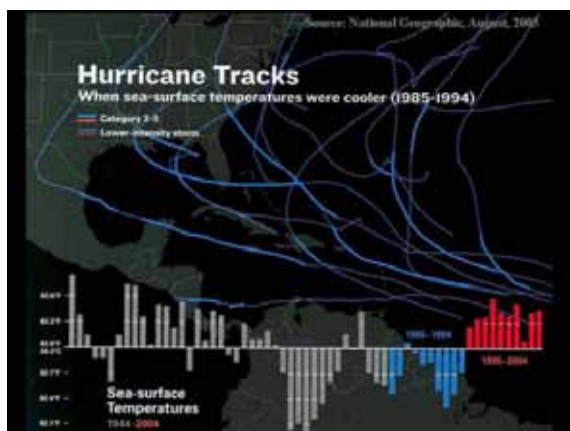 Source: National Geographic, August, 2005
Hurricane Tracks
When sea-surface temperatures were cooler (1985-1994)
Category 3-5
Lower-intensity storm
1985-1994
1995-2004
Sea-surface
Temperatures
1944-2004